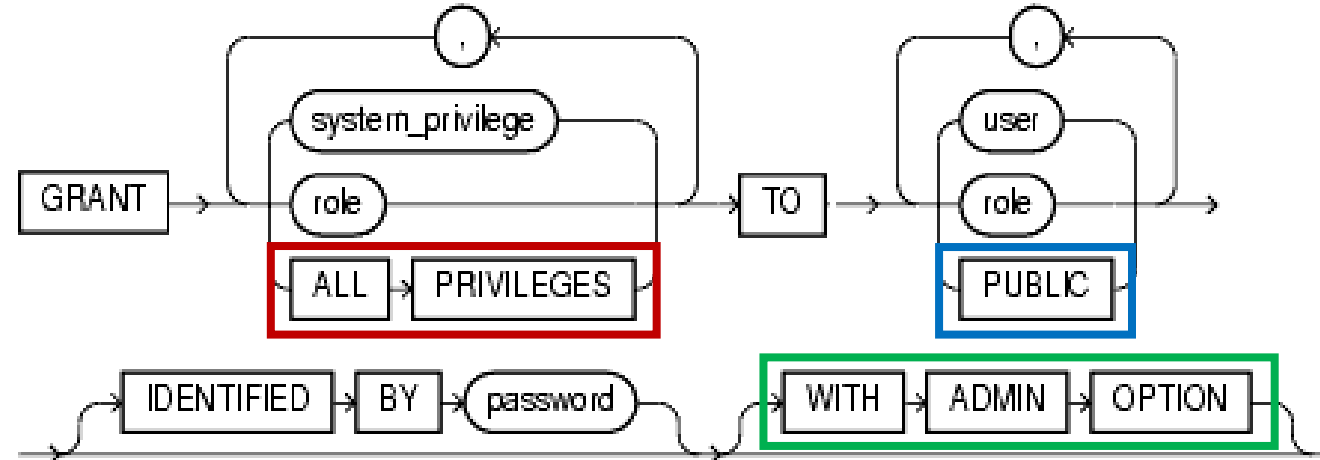 , ,
system_privilege user
GRANT role TO role
ALL PRIVILEGES PUBLIC
IDENTIFIED BY password WITH ADMIN OPTION